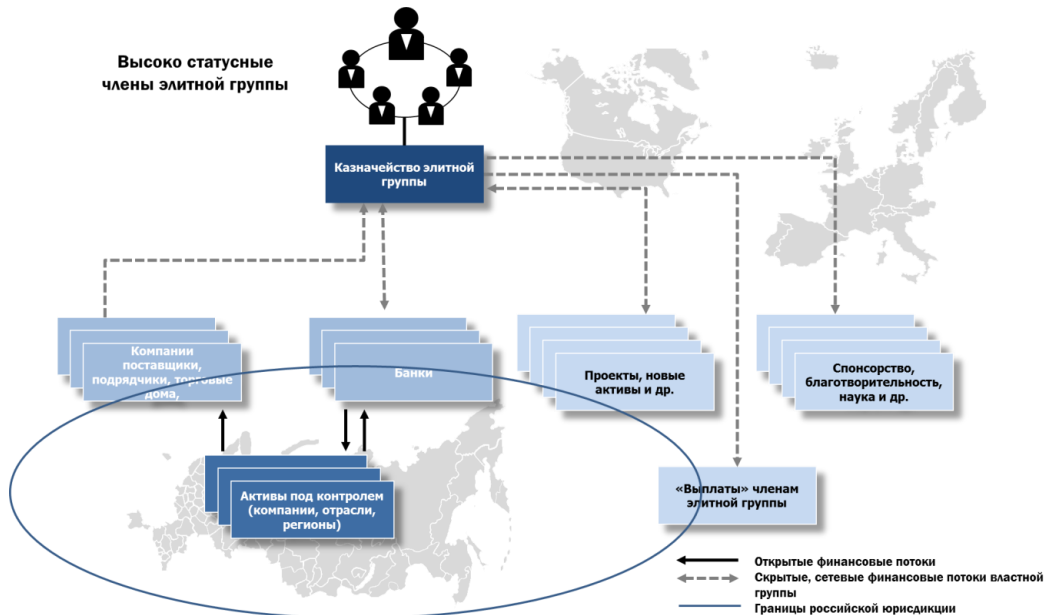 Высоко статусные
члены элитной группы
Казначейство элитной
группы
Компании
поставщики,
подрядчики, торговые
дома,
Банки
Проекты, новые
активы и др.
Спонсорство,
благотворительность,
наука и др.
Активы под контролем
(компании, отрасли,
регионы)
«Выплаты» членам
элитной группы
Открытые финансовые потоки
Скрытые, сетевые финансовые потоки властной
группы
Границы российской юрисдикции